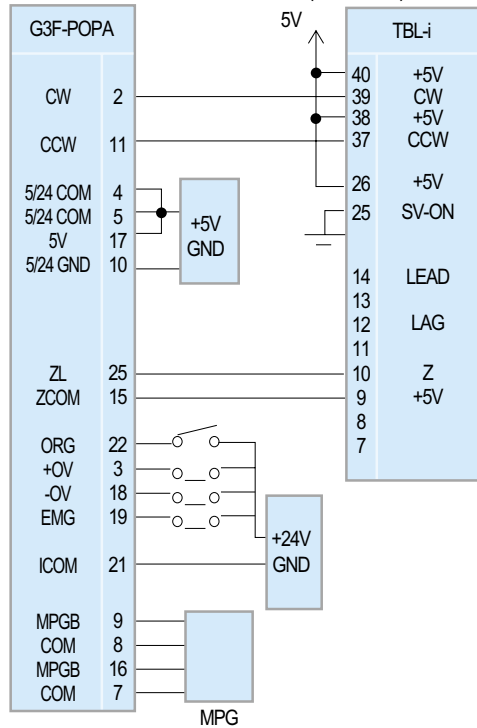 5V
G3F-POPA
TBL-i
CW 2
CCW 11
5/24 COM 4
5/24 COM 5
5V 17
5/24 GND 10
+5V
GND
ZL 25
ZCOM 15
ORG 22
+OV 3
-OV 18
EMG 19
ICOM 21
+24V
GND
MPGB 9
COM 8
MPGB 16
COM 7
MPG
40 +5V
39 CW
38 +5V
37 CCW
26 +5V
25 SV-ON
14 LEAD
13
12 LAG
11
10 Z
9 +5V
8
7